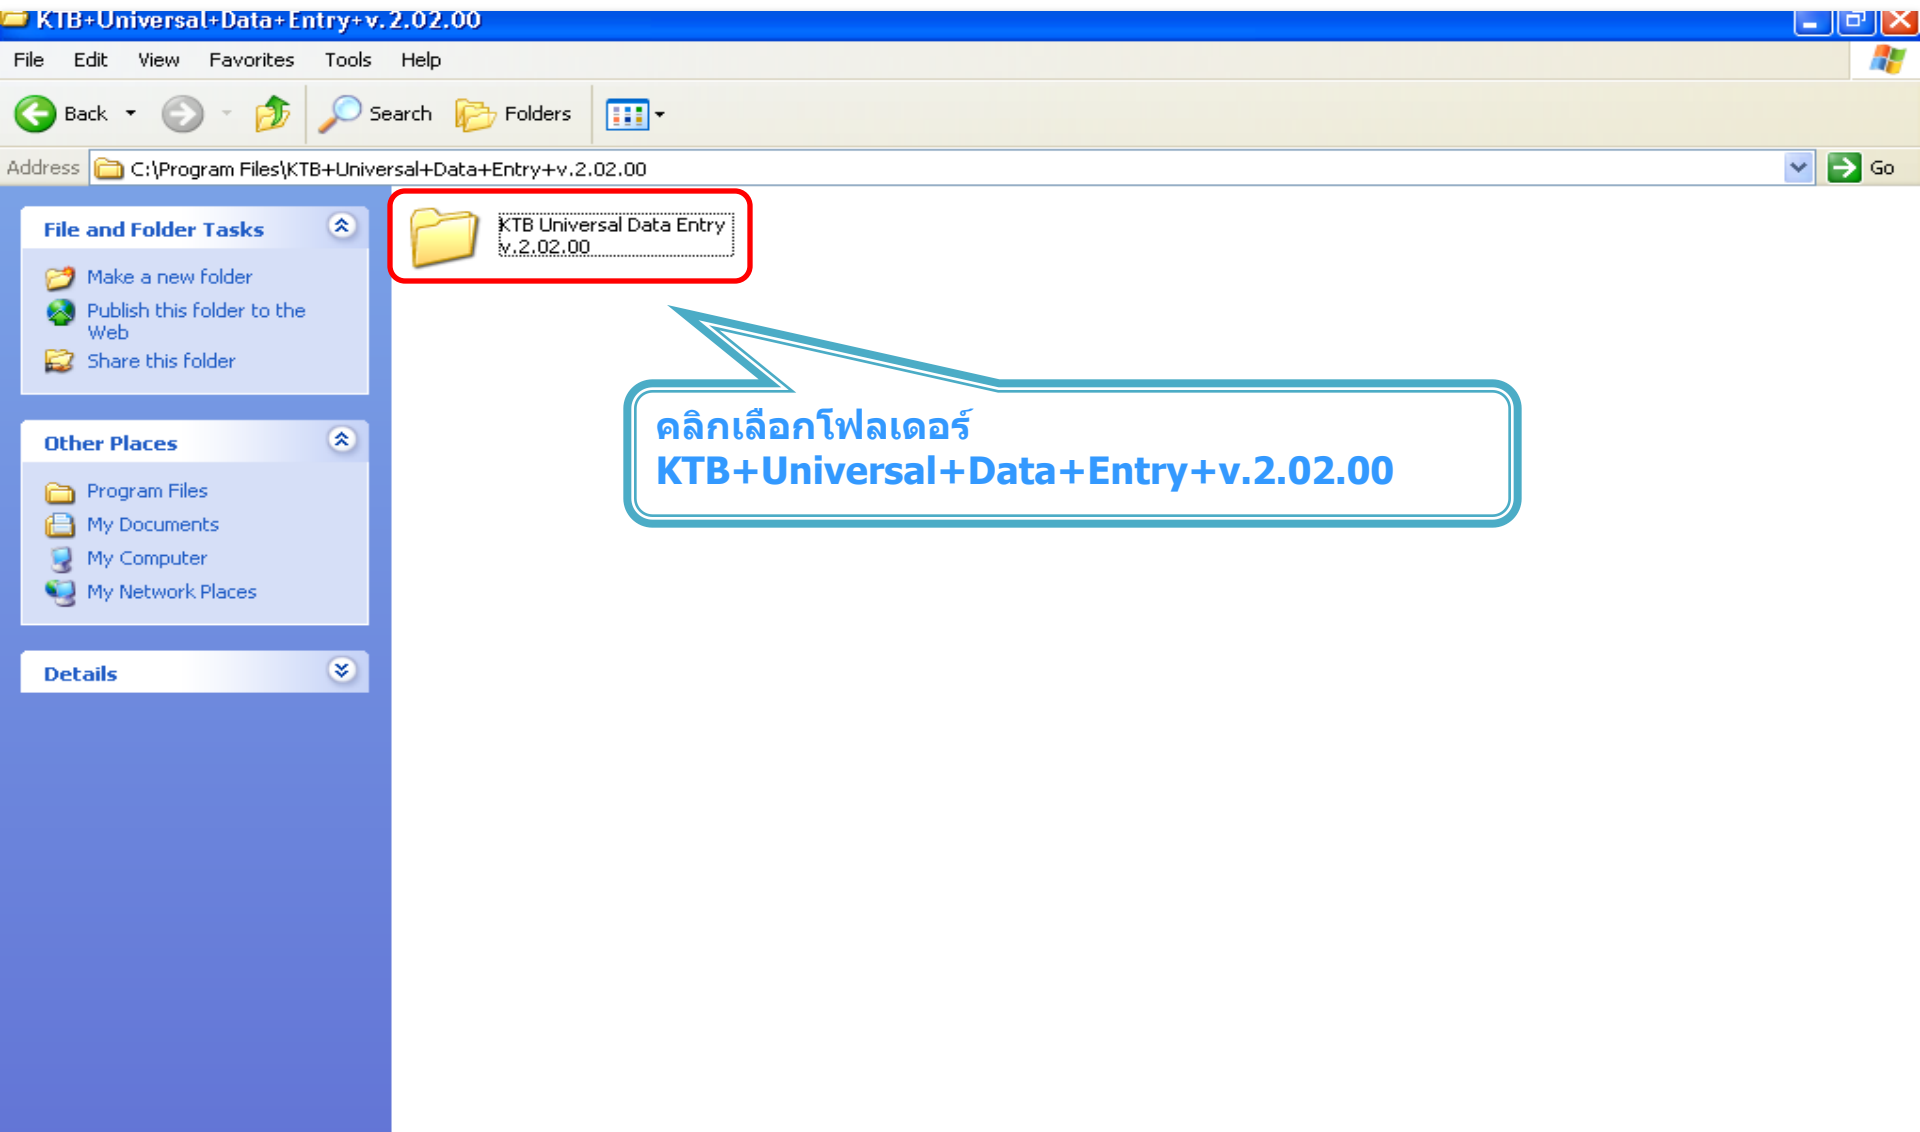 KTB+Universal+Data+Entry+v.2.02.00
File Edit View Favorites Tools Help
Back Search Folders
Address C:\Program Files\KTB+Universal+Data+Entry+v.2.02.00 Go
File and Folder Tasks
Make a new folder
Publish this folder to the
Web
Share this folder
Other Places
Program Files
My Documents
My Computer
My Network Places
Details
KTB Universal Data Entry
v.2.02.00
คลิกเลือกโฟลเดอร์
KTB+Universal+Data+Entry+v.2.02.00